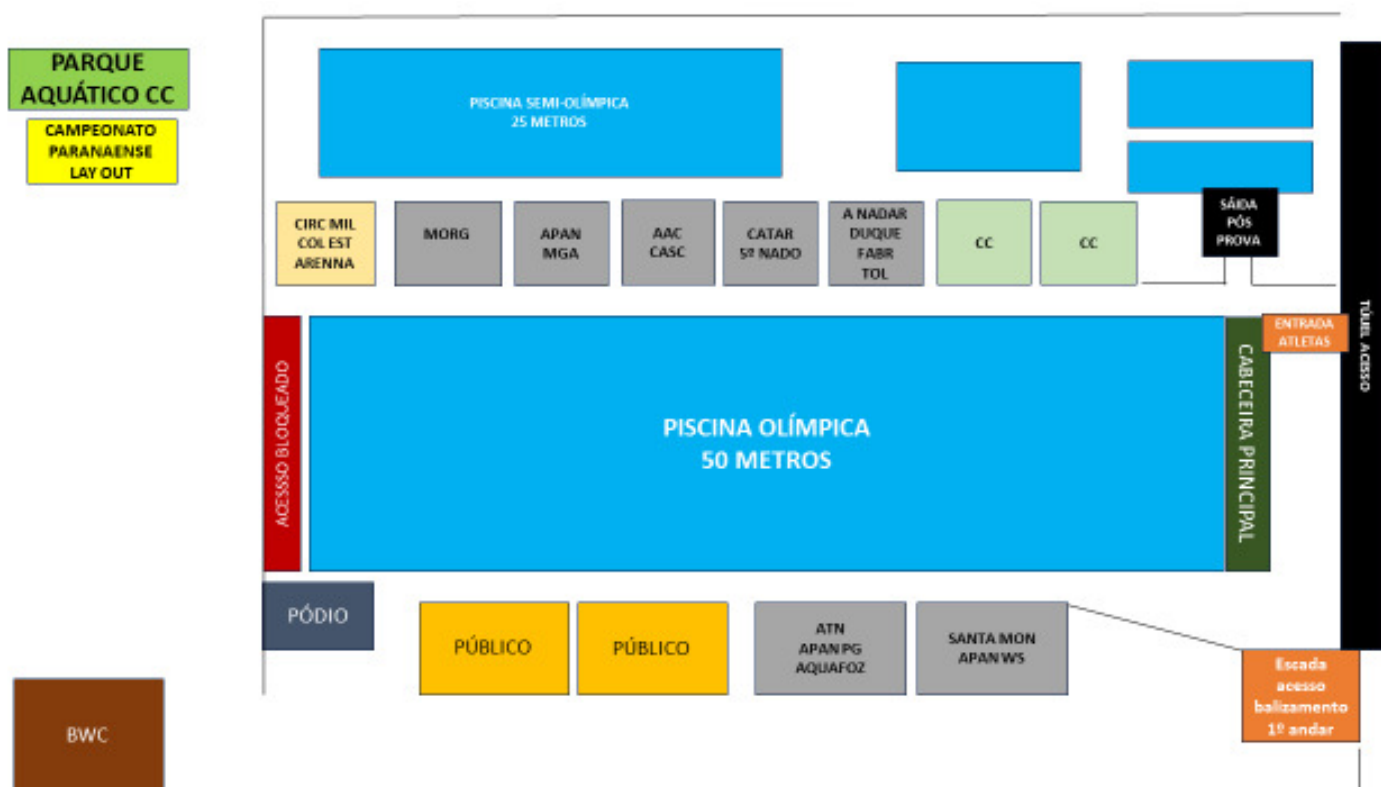 PARQUE
AQUÁTICO CC
CAMPEONATO
PARANAENSE
LAY OUT
PISCINA SEMI-OLÍMPICA
25 METROS
CIRC MIL
COL EST
ARENNA
MORG
APAN
MGA
AAC
CASC
CATAR
5º NADO
A NADAR
DUQUE
FABR
TOL
CC
CC
SÁIDA
PÓS
PROVA
ENTRADA
ATLETAS
TÚUEL ACESSO
ACESSSO BLOQUEADO
PISCINA OLÍMPICA
50 METROS
CABECEIRA PRINCIPAL
PÓDIO
PÚBLICO
PÚBLICO
ATN
APAN PG
AQUAFOZ
SANTA MON
APAN WS
Escada
acesso
balizamento
1º andar
BWC